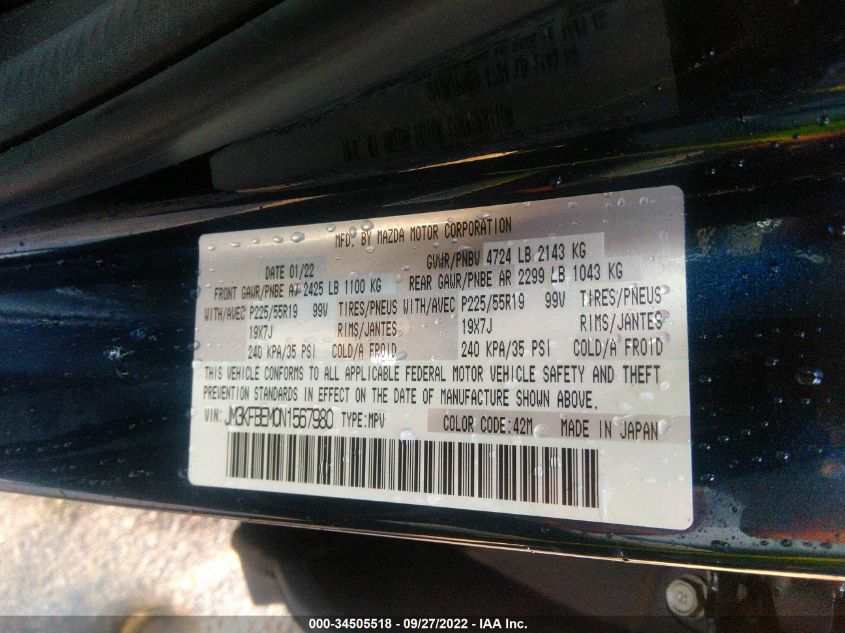 MFD. BY MAZDA MOTOR CORPORATION
DATE 01/22
GVWR/PNBV 4724 LB 2143 KG
FRONT GAWR/PNBE AV 2425 LB 1100 KG
REAR GAWR/PNBE AR 2299 LB 1043 KG
WITH/AVEC P225/55R19 99V TIRES/PNEUS
WITH/AVEC P225/55R19 99V TIRES/PNEUS
19X7J RIMS/JANTES
19X7J RIMS/JANTES
240 KPA/35 PSI COLD/A FROID
240 KPA/35 PSI COLD/A FROID
THIS VEHICLE CONFORMS TO ALL APPLICABLE FEDERAL MOTOR VEHICLE SAFETY AND THEFT
PREVENTION STANDARDS IN EFFECT ON THE DATE OF MANUFACTURE SHOWN ABOVE.
VIN: JM3KFBEM0N1567980 TYPE:MPV COLOR CODE:42M MADE IN JAPAN
000-34505518 - 09/27/2022 - IAA Inc.